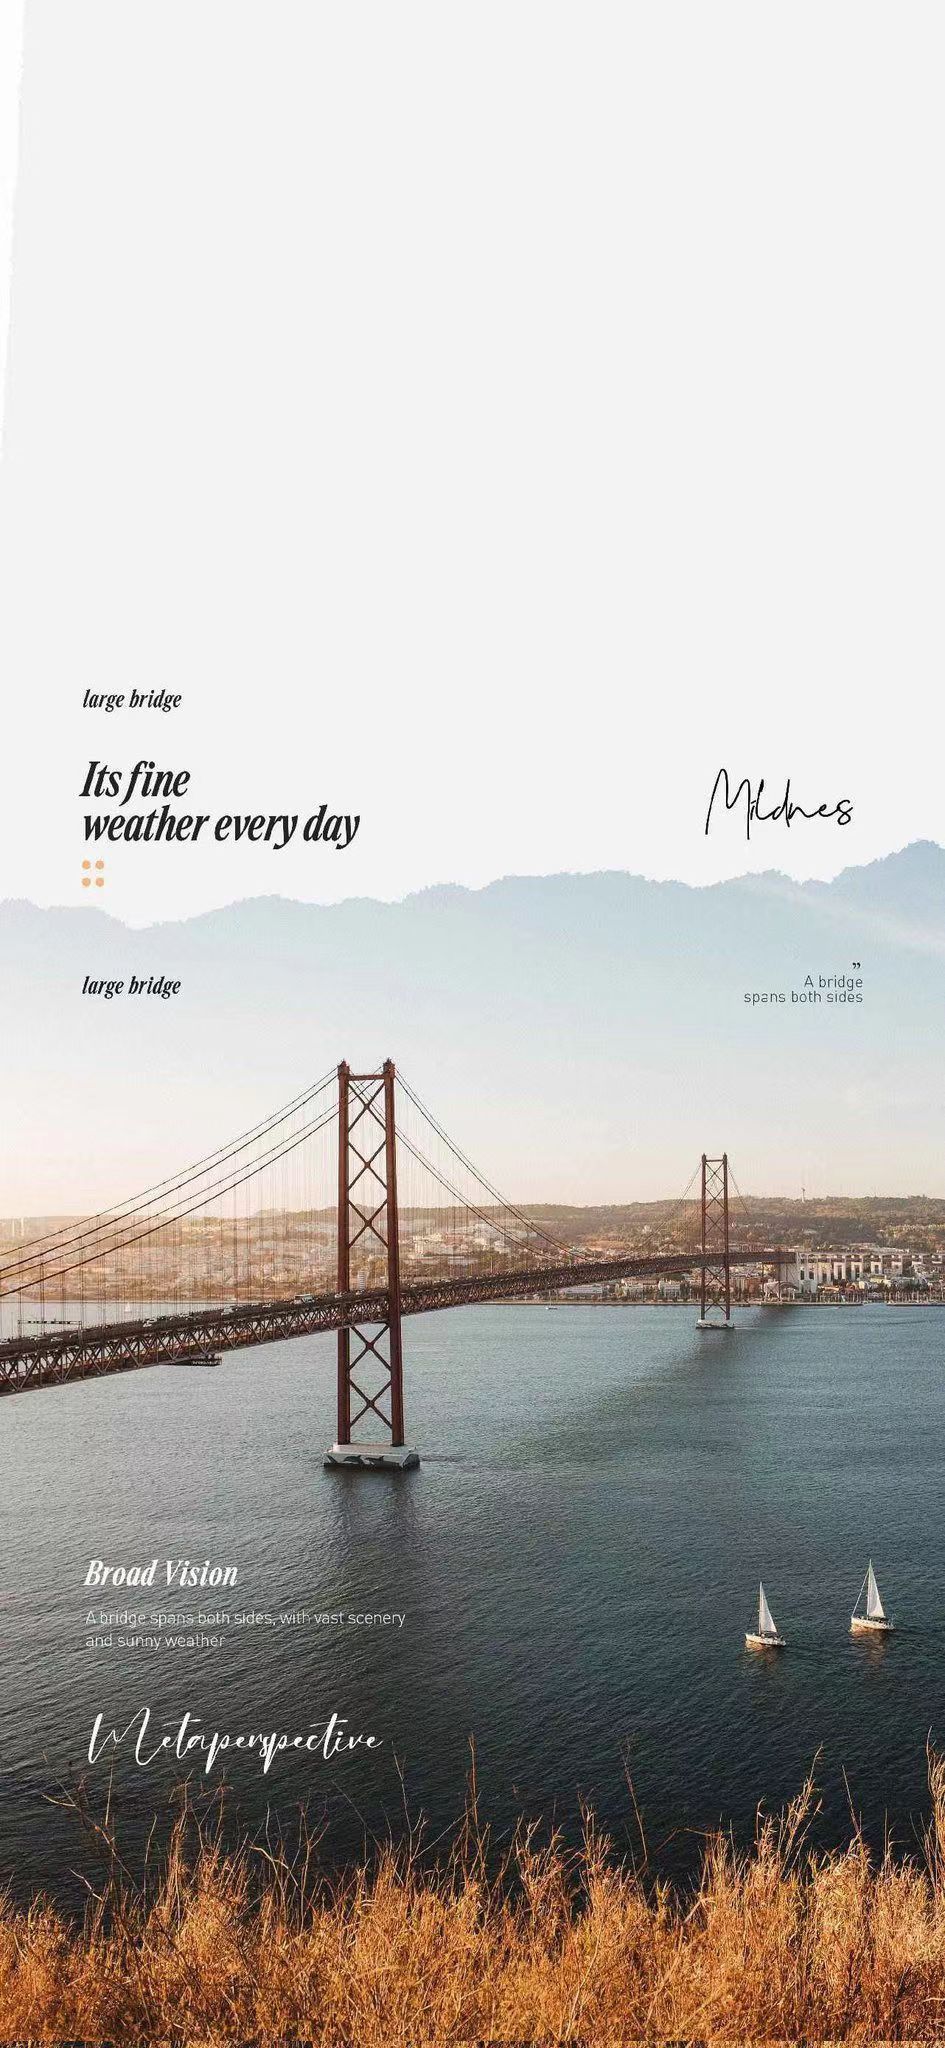 large bridge
Its fine
weather every day
Mildnes
large bridge
”
A bridge
spans both sides
Broad Vision
A bridge spans both sides, with vast scenery
and sunny weather
Metaperspective